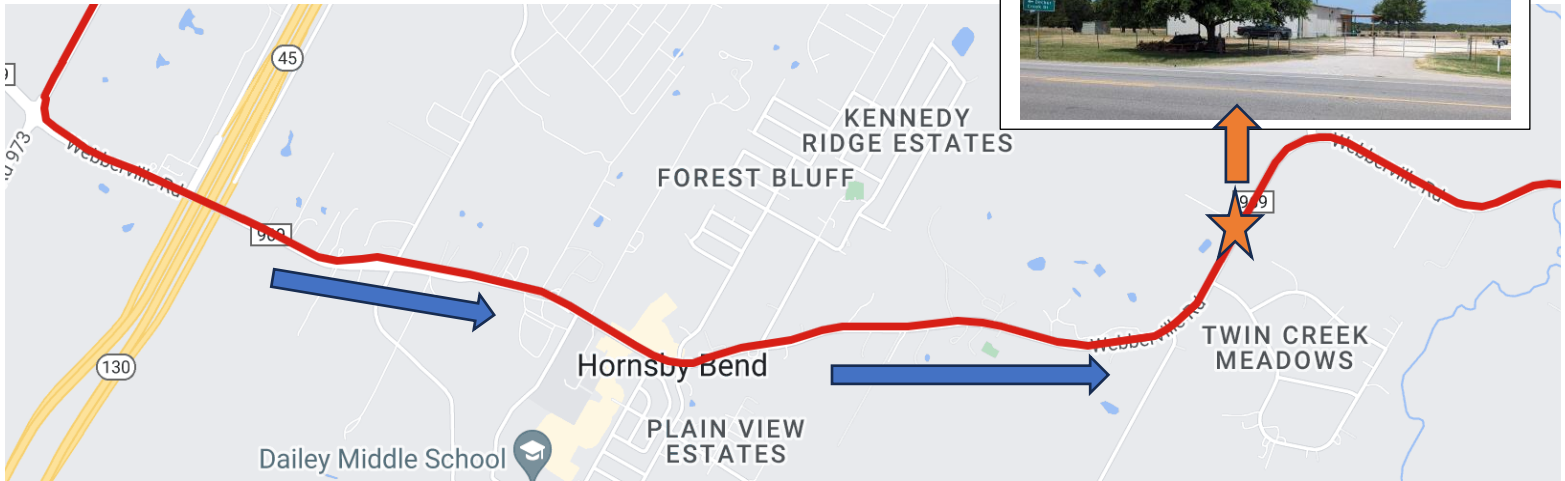 45
Webberville Rd
969
KENNEDY
RIDGE ESTATES
FOREST BLUFF
Webberville Rd
969
Webberville Rd
TWIN CREEK
MEADOWS
130
Hornsby Bend
PLAIN VIEW
ESTATES
Dailey Middle School
973